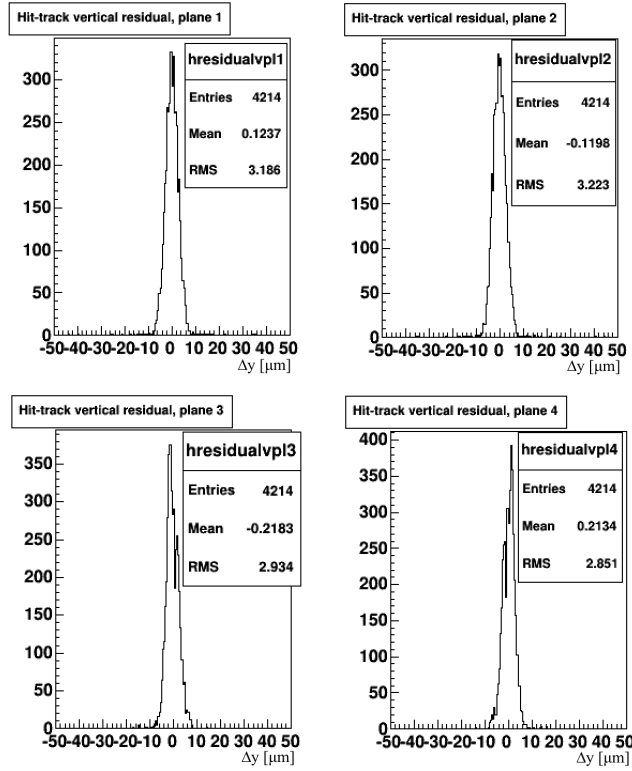 Hit-track vertical residual, plane 1
hresidualvpl1
Entries 4214
Mean 0.1237
RMS 3.186
300
250
200
150
100
50
0
-50-40-30-20-10 0 10 20 30 40 50
Δy [μm]
Hit-track vertical residual, plane 2
hresidualvpl2
Entries 4214
Mean -0.1198
RMS 3.223
300
250
200
150
100
50
0
-50-40-30-20-10 0 10 20 30 40 50
Δy [μm]
Hit-track vertical residual, plane 3
hresidualvpl3
Entries 4214
Mean -0.2183
RMS 2.934
350
300
250
200
150
100
50
0
-50-40-30-20-10 0 10 20 30 40 50
Δy [μm]
Hit-track vertical residual, plane 4
hresidualvpl4
Entries 4214
Mean 0.2134
RMS 2.851
400
350
300
250
200
150
100
50
0
-50-40-30-20-10 0 10 20 30 40 50
Δy [μm]